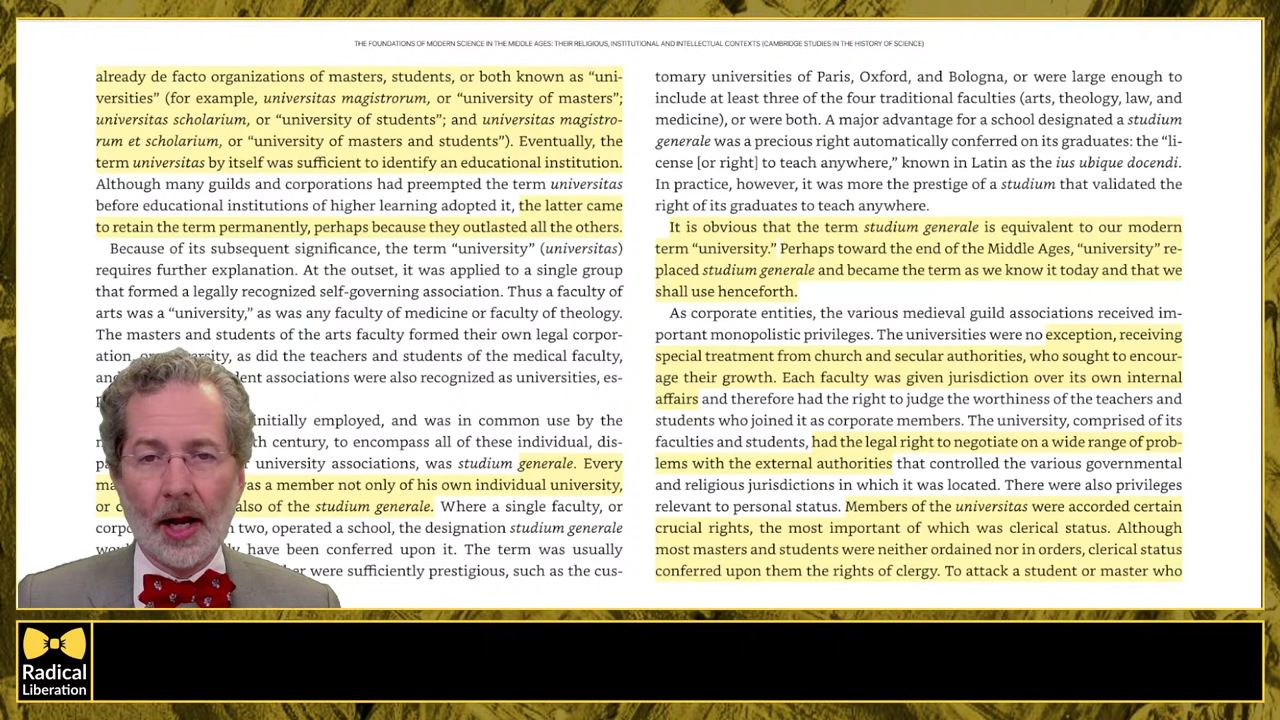 THE FOUNDATIONS OF MODERN SCIENCE IN THE MIDDLE AGES: THEIR RELIGIOUS, INSTITUTIONAL AND INTELLECTUAL CONTEXTS (CAMBRIDGE STUDIES IN THE HISTORY OF SCIENCE)
already de facto organizations of masters, students, or both known as “uni-
versities” (for example, universitas magistrorum, or “university of masters”;
universitas scholarium, or “university of students”; and universitas magistro-
rum et scholarium, or “university of masters and students”). Eventually, the
term universitas by itself was sufficient to identify an educational institution.
Although many guilds and corporations had preempted the term universitas
before educational institutions of higher learning adopted it, the latter came
to retain the term permanently, perhaps because they outlasted all the others.
Because of its subsequent significance, the term “university” (universitas)
requires further explanation. At the outset, it was applied to a single group
that formed a legally recognized self-governing association. Thus a faculty of
arts was a “university,” as was any faculty of medicine or faculty of theology.
The masters and students of the arts faculty formed their own legal corpor-
ation, or university, as did the teachers and students of the medical faculty,
and student associations were also recognized as universities, es-
initially employed, and was in common use by the
century, to encompass all of these individual, dis-
university associations, was studium generale. Every
as a member not only of his own individual university,
or also of the studium generale. Where a single faculty, or
two, operated a school, the designation studium generale
have been conferred upon it. The term was usually
were sufficiently prestigious, such as the cus-
tomary universities of Paris, Oxford, and Bologna, or were large enough to
include at least three of the four traditional faculties (arts, theology, law, and
medicine), or were both. A major advantage for a school designated a studium
generale was a precious right automatically conferred on its graduates: the “li-
cense [or right] to teach anywhere,” known in Latin as the ius ubique docendi.
In practice, however, it was more the prestige of a studium that validated the
right of its graduates to teach anywhere.
It is obvious that the term studium generale is equivalent to our modern
term “university.” Perhaps toward the end of the Middle Ages, “university” re-
placed studium generale and became the term as we know it today and that we
shall use henceforth.
As corporate entities, the various medieval guild associations received im-
portant monopolistic privileges. The universities were no exception, receiving
special treatment from church and secular authorities, who sought to encour-
age their growth. Each faculty was given jurisdiction over its own internal
affairs and therefore had the right to judge the worthiness of the teachers and
students who joined it as corporate members. The university, comprised of its
faculties and students, had the legal right to negotiate on a wide range of prob-
lems with the external authorities that controlled the various governmental
and religious jurisdictions in which it was located. There were also privileges
relevant to personal status. Members of the universitas were accorded certain
crucial rights, the most important of which was clerical status. Although
most masters and students were neither ordained nor in orders, clerical status
conferred upon them the rights of clergy. To attack a student or master who
Radical
Liberation